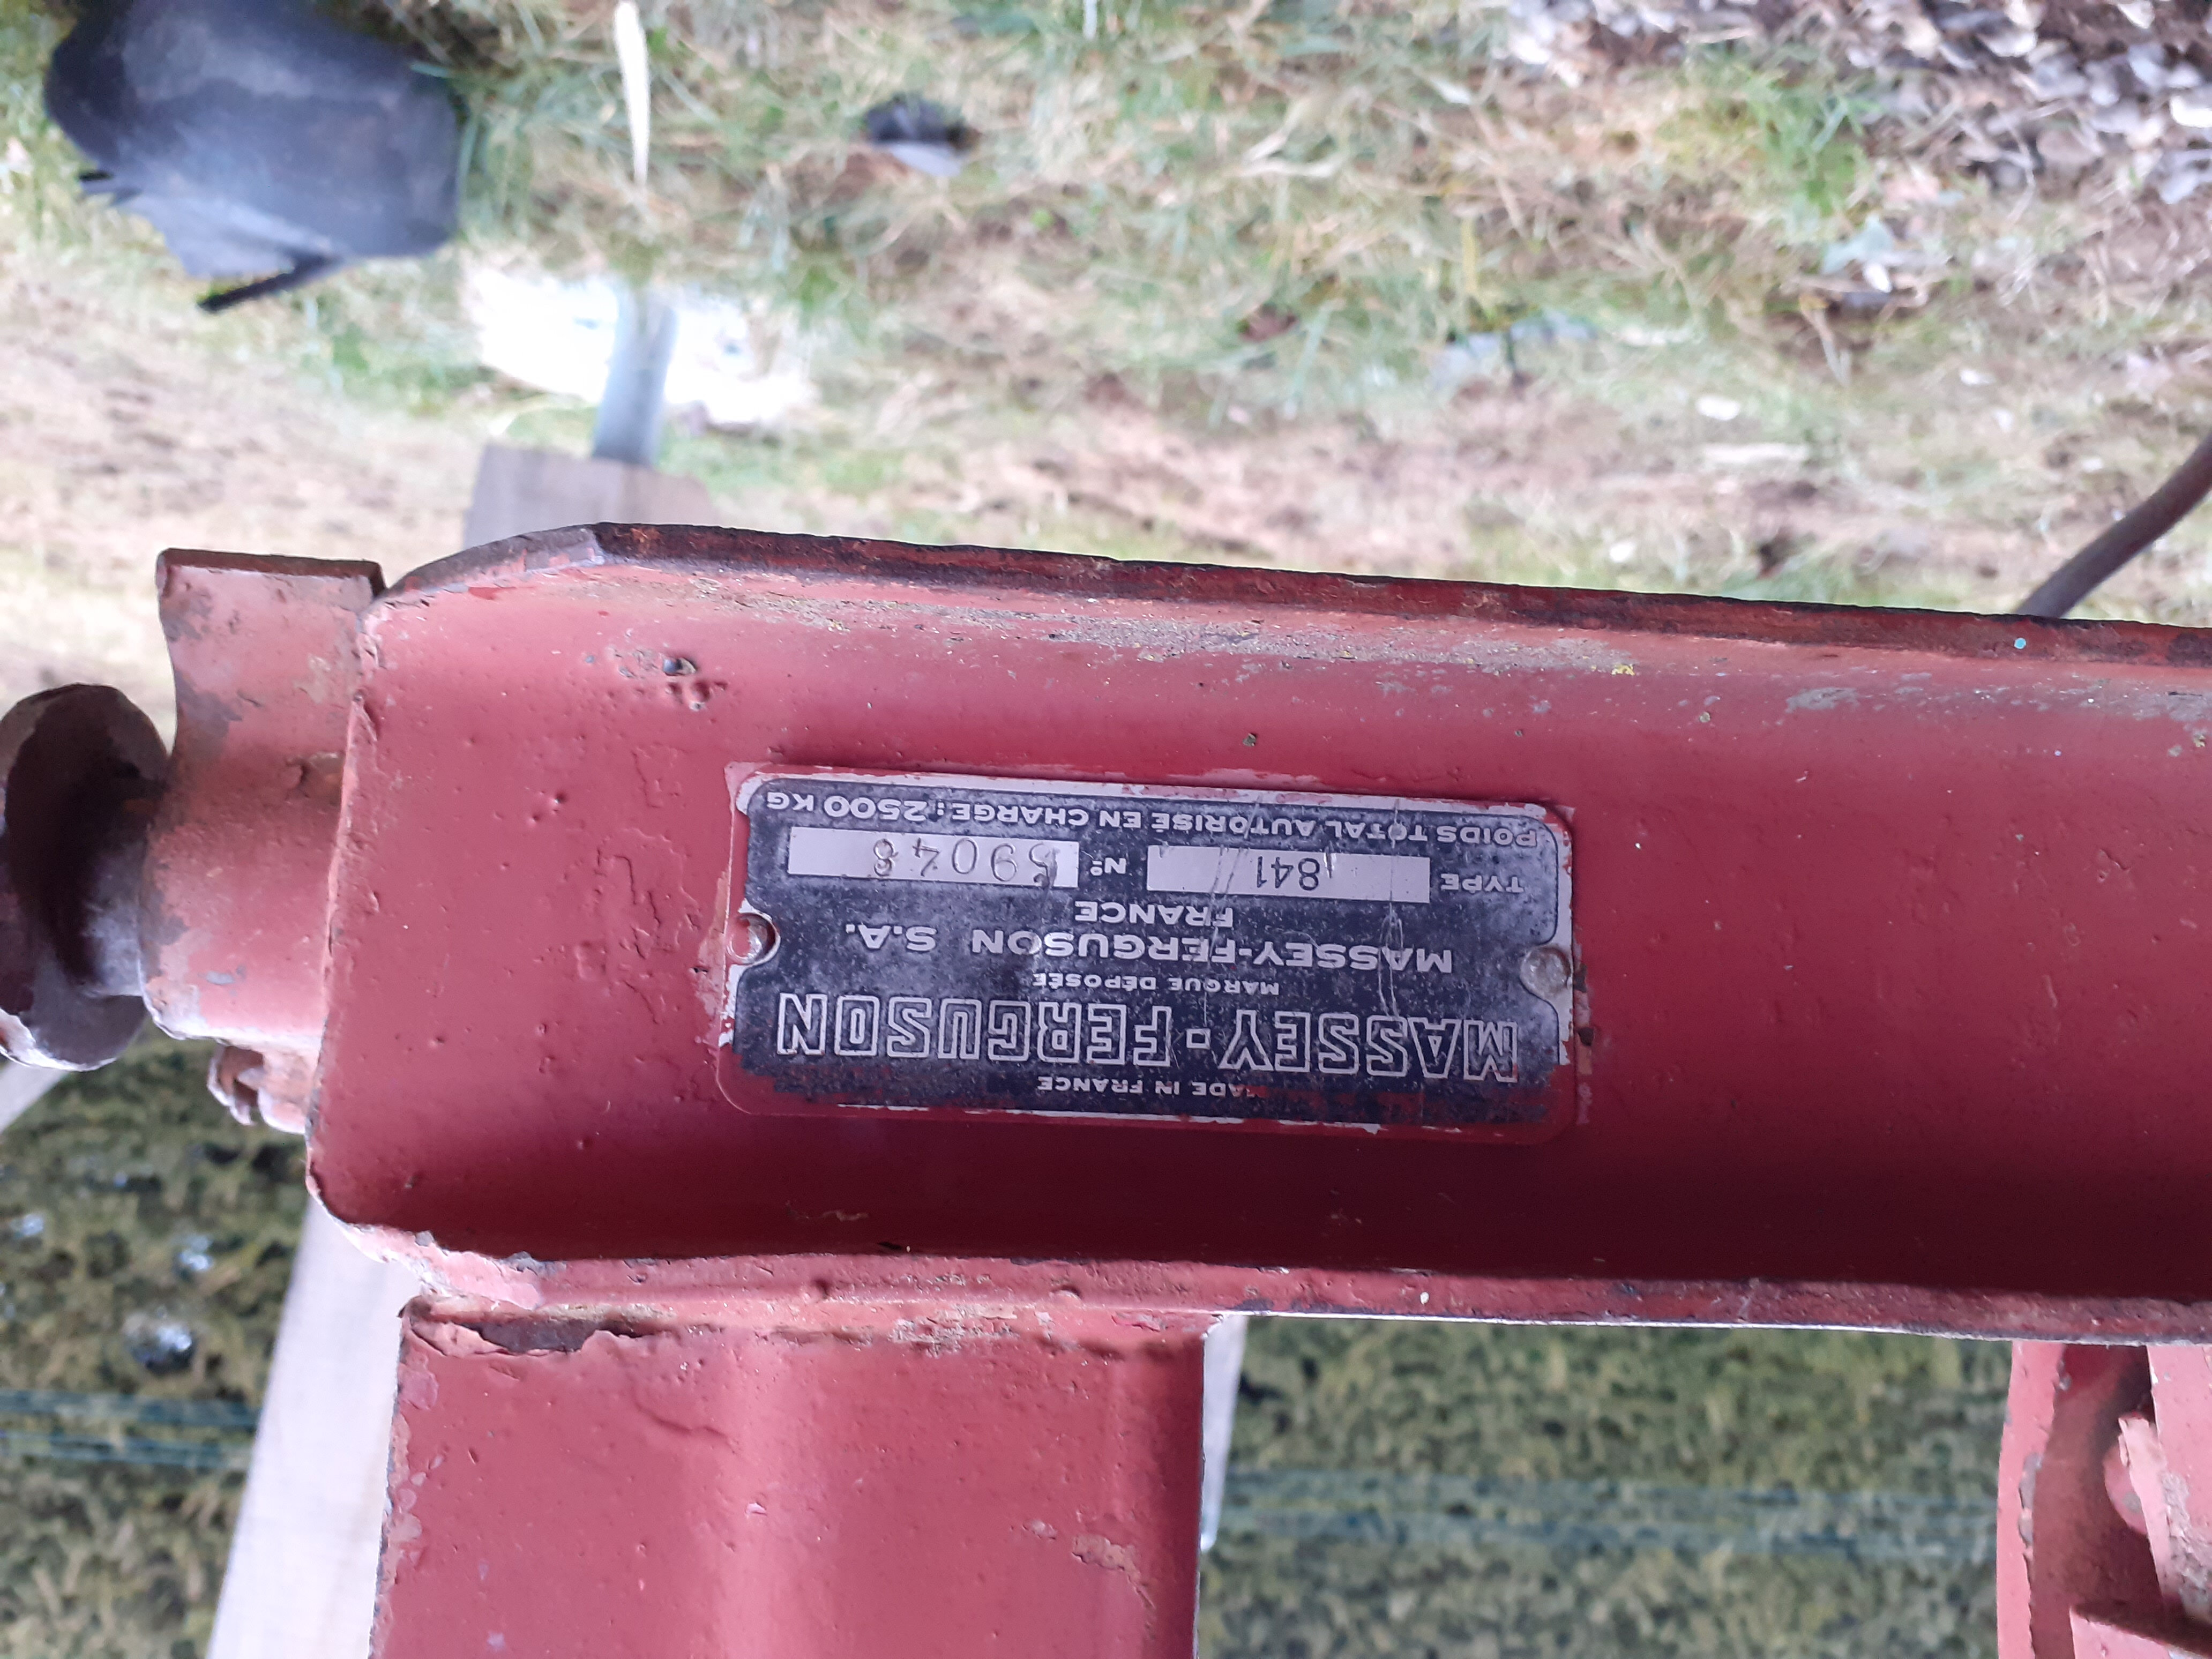 MADE IN FRANCE
MASSEY-FERGUSON
MARQUE DÉPOSÉE
MASSEY-FERGUSON S.A.
FRANCE
TYPE 841 N° 59048
POIDS TOTAL AUTORISÉ EN CHARGE: 2500 KG